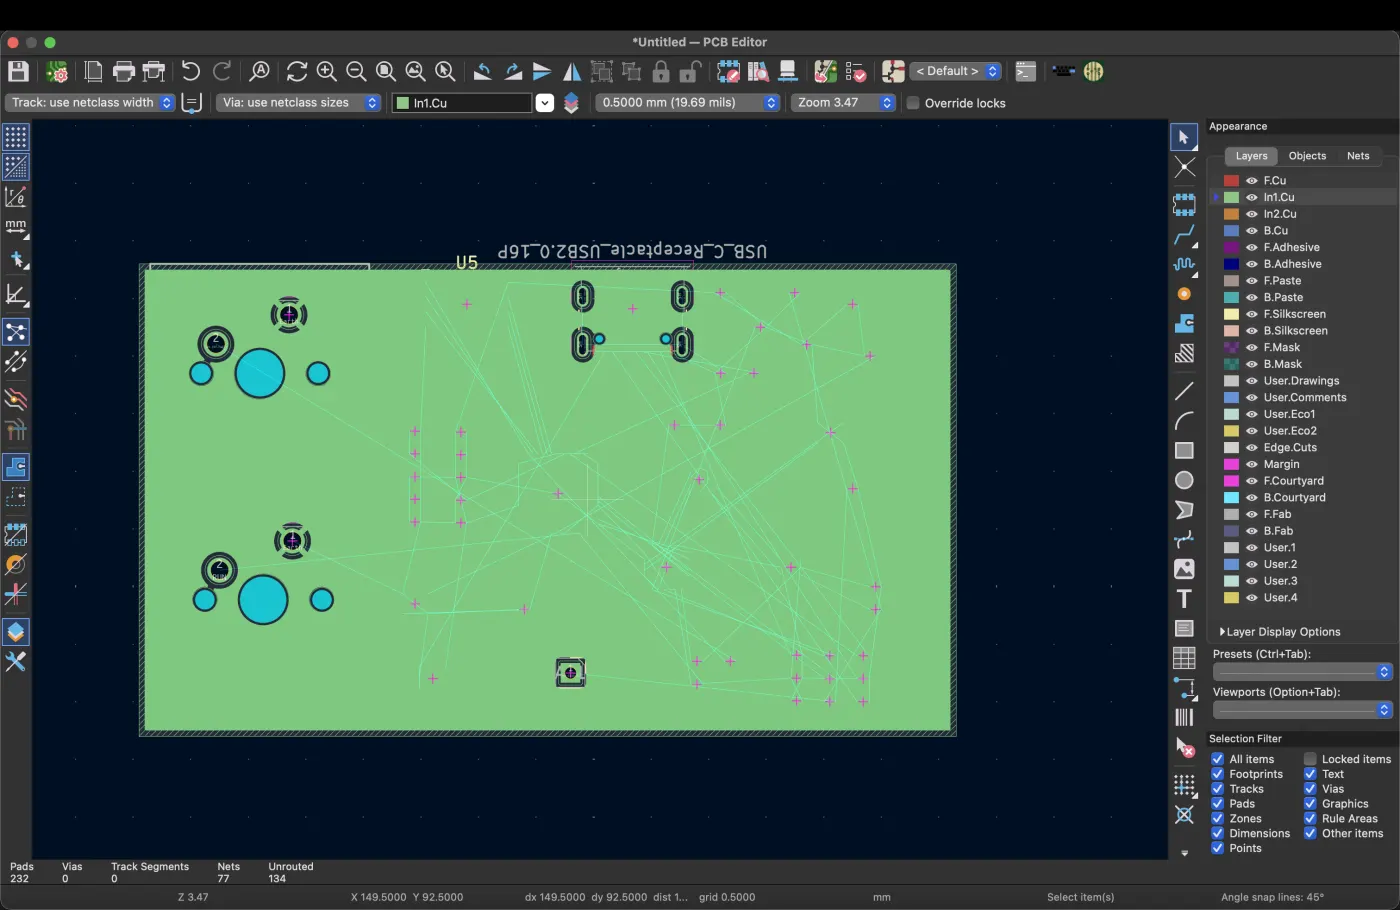 *Untitled — PCB Editor
< Default >
Track: use netclass width
Via: use netclass sizes
In1.Cu
0.5000 mm (19.69 mils)
Zoom 3.47
Override locks
mm
USB_C_Receptacle_USB2.0_16P
U5
2
2
Appearance
Layers Objects Nets
F.Cu
In1.Cu
In2.Cu
B.Cu
F.Adhesive
B.Adhesive
F.Paste
B.Paste
F.Silkscreen
B.Silkscreen
F.Mask
B.Mask
User.Drawings
User.Comments
User.Eco1
User.Eco2
Edge.Cuts
Margin
F.Courtyard
B.Courtyard
F.Fab
B.Fab
User.1
User.2
User.3
User.4
Layer Display Options
Presets (Ctrl+Tab):
Viewports (Option+Tab):
Selection Filter
All items Locked items
Footprints Text
Tracks Vias
Pads Graphics
Zones Rule Areas
Dimensions Other items
Points
Pads Vias Track Segments Nets Unrouted
232 0 0 77 134
Z 3.47 X 149.5000 Y 92.5000 dx 149.5000 dy 92.5000 dist 1... grid 0.5000 mm Select item(s) Angle snap lines: 45°